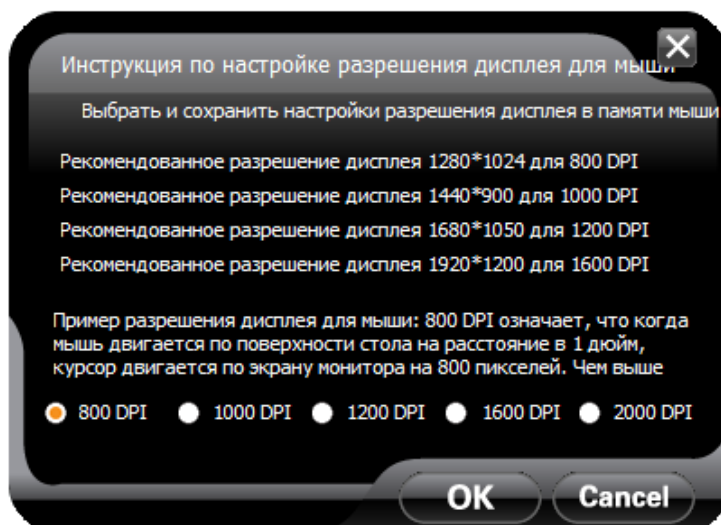 Инструкция по настройке разрешения дисплея для мыши
Выбрать и сохранить настройки разрешения дисплея в памяти мыши
Рекомендованное разрешение дисплея 1280*1024 для 800 DPI
Рекомендованное разрешение дисплея 1440*900 для 1000 DPI
Рекомендованное разрешение дисплея 1680*1050 для 1200 DPI
Рекомендованное разрешение дисплея 1920*1200 для 1600 DPI
Пример разрешения дисплея для мыши: 800 DPI означает, что когда
мышь двигается по поверхности стола на расстояние в 1 дюйм,
курсор двигается по экрану монитора на 800 пикселей. Чем выше
800 DPI 1000 DPI 1200 DPI 1600 DPI 2000 DPI
OK Cancel